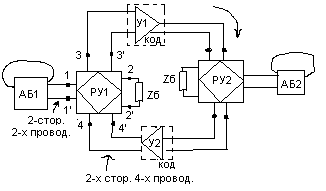 У1
код
3
3'
АБ1
1
1'
РУ1
2
2'
Zб
Zб
РУ2
АБ2
2-стор.
2-х провод.
4
4'
У2
код
2-х стор. 4-х провод.